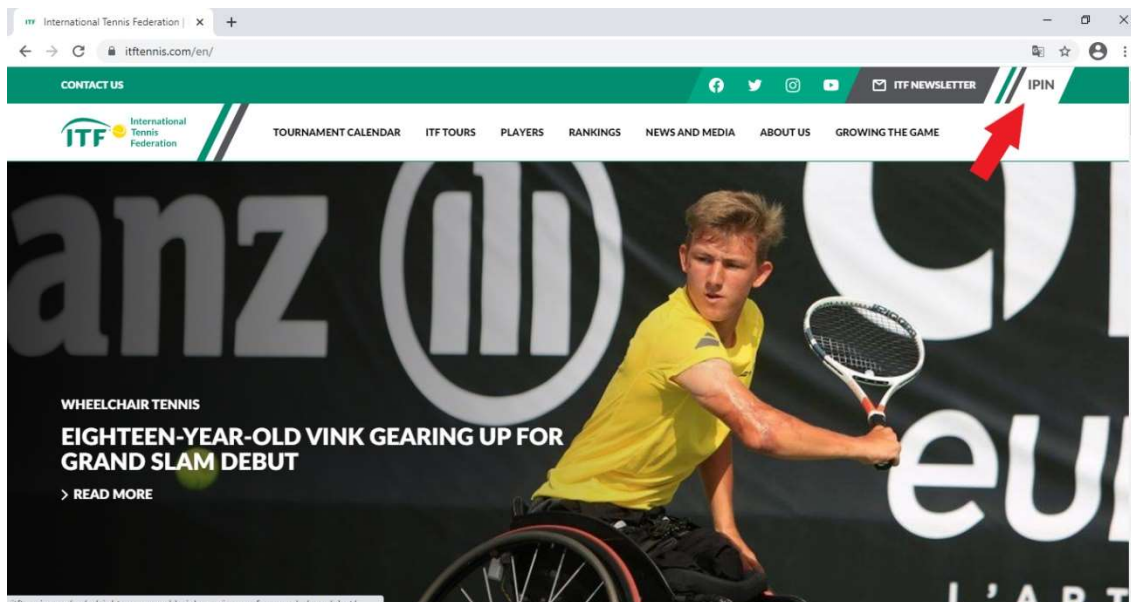 ITF International Tennis Federation |
itftennis.com/en/
CONTACT US
ITF NEWSLETTER
IPIN
ITF
International
Tennis
Federation
TOURNAMENT CALENDAR
ITF TOURS
PLAYERS
RANKINGS
NEWS AND MEDIA
ABOUT US
GROWING THE GAME
anz
WHEELCHAIR TENNIS
EIGHTEEN-YEAR-OLD VINK GEARING UP FOR
GRAND SLAM DEBUT
> READ MORE
eu
L'ART